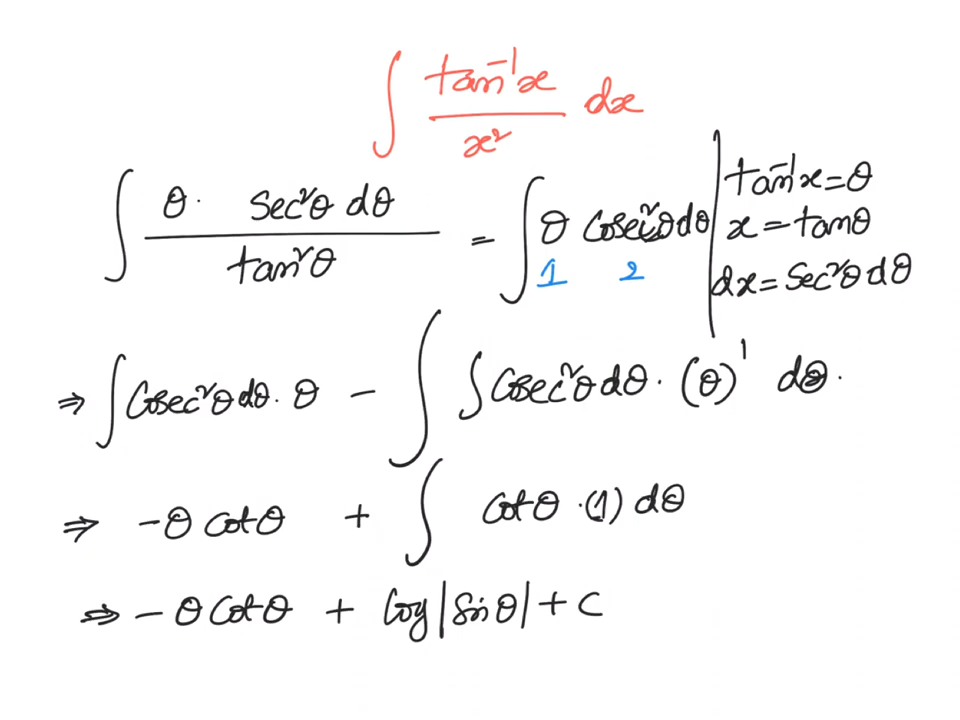 ∫ tan⁻¹x / x² dx
∫ θ· sec²θ dθ / tan²θ = ∫ θ cosec²θ dθ
1 2
tan⁻¹x = θ
x = tanθ
dx = sec²θ dθ
⇒ ∫ cosec²θ dθ. θ − ∫ ∫ cosec²θ dθ. (θ)' dθ.
⇒ −θ cotθ + ∫ cotθ .(1) dθ
⇒ − θ cotθ + log|sinθ| + C